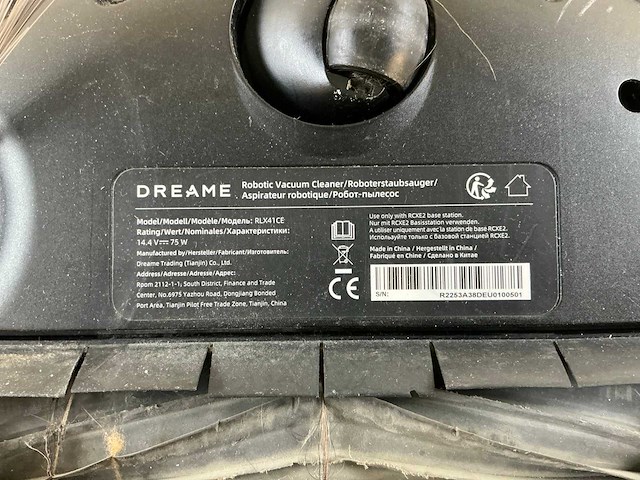 DREAME
Robotic Vacuum Cleaner/Roboterstaubsauger/
Aspirateur robotique/Робот-пылесос
Model/Modell/Modèle/Модель: RLX41CE
Rating/Wert/Nominales/Характеристики:
14.4 V⎓ 75 W
Manufactured by/Hersteller/Fabricant/Изготовитель:
Dreame Trading (Tianjin) Co., Ltd.
Address/Adresse/Adresse/Адрес:
Room 2112-1-1, South District, Finance and Trade
Center, No.6975 Yazhou Road, Dongjiang Bonded
Port Area, Tianjin Pilot Free Trade Zone, Tianjin, China
CE
Use only with RCXE2 base station.
Nur mit RCXE2 Basisstation verwenden.
A utiliser uniquement avec la station de base RCXE2.
Используйте только с базовой станцией RCXE2.
Made in China / Hergestellt in China /
Fabriqué en Chine / Сделано в Китае
S/N:
R2253A38DEU0100501